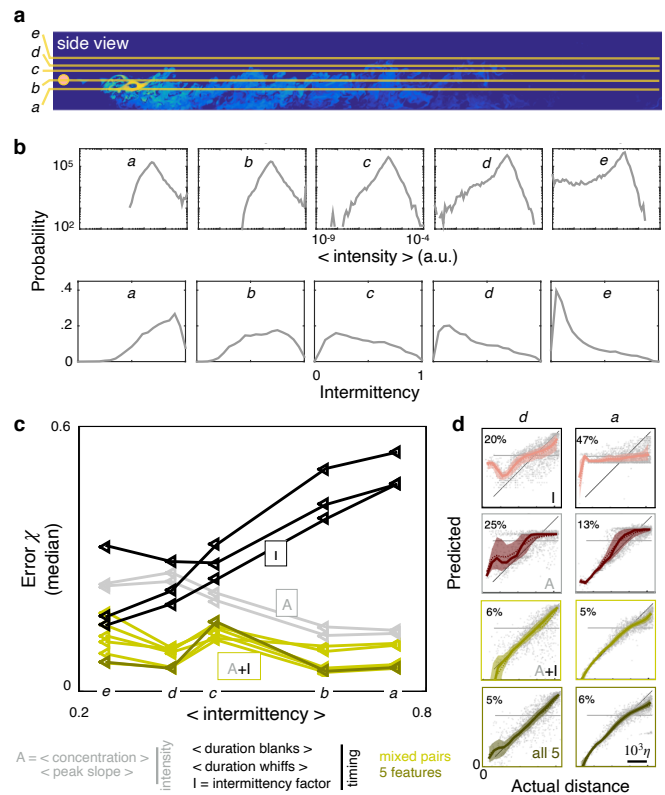 a
side view
e
d
c
b
a
b
a b c d e
10^5
10^2
10^-9 10^-4
< intensity > (a.u.)
Probability
.4
.2
0
a b c d e
0 1
Intermittency
c
0.6
Error χ
(median)
I
A
A+I
0
e d c b a
0.2 < intermittency > 0.8
A = < concentration >
< peak slope >
intensity
< duration blanks >
< duration whiffs >
I = intermittency factor
timing
mixed pairs
5 features
d
d a
20% 47%
I
25% 13%
A
Predicted
6% 5%
A+I
5% 6%
all 5
10^3η
0
0
Actual distance